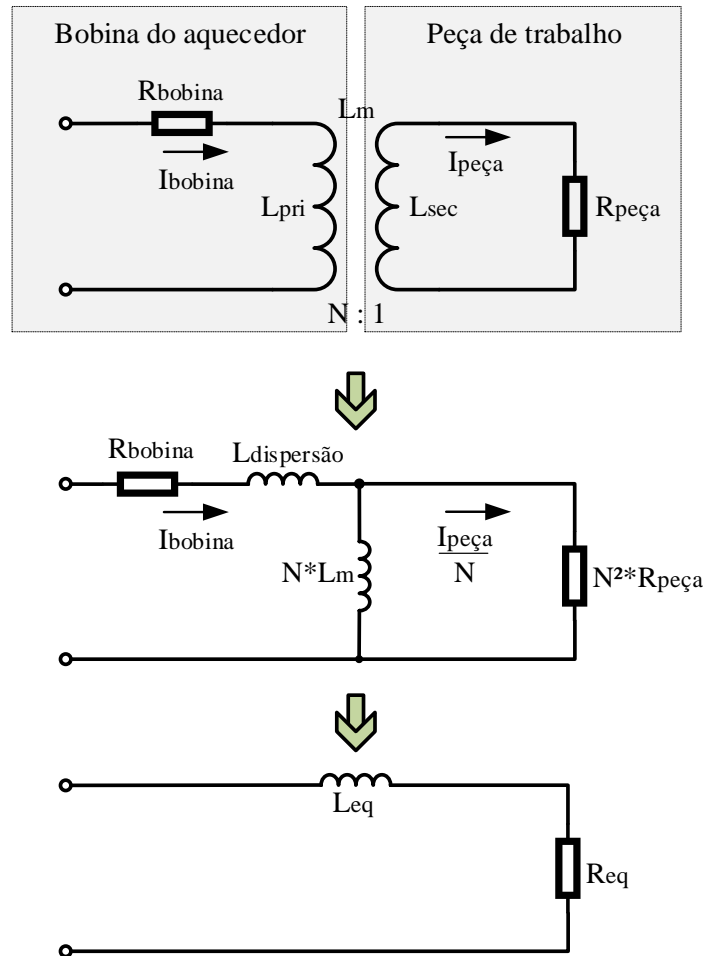 Bobina do aquecedor
Peça de trabalho
Rbobina
Lm
Ibobina
Ipeça
Lpri
Lsec
Rpeça
N : 1
Rbobina
Ldispersão
Ibobina
Ipeça
N
N*Lm
N²*Rpeça
Leq
Req